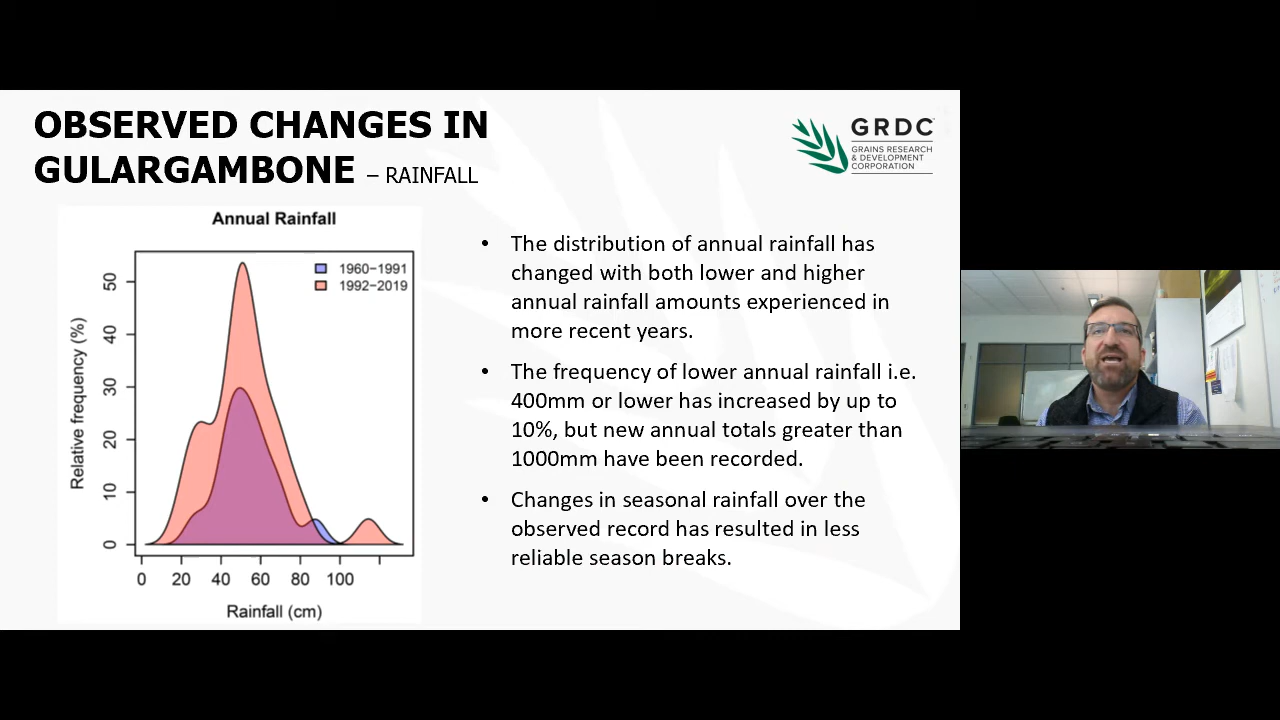 OBSERVED CHANGES IN
GULARGAMBONE – RAINFALL
GRDC
GRAINS RESEARCH
& DEVELOPMENT
CORPORATION
Annual Rainfall
1960−1991
1992−2019
Relative frequency (%)
50
40
30
20
10
0
0 20 40 60 80 100
Rainfall (cm)
• The distribution of annual rainfall has
changed with both lower and higher
annual rainfall amounts experienced in
more recent years.
• The frequency of lower annual rainfall i.e.
400mm or lower has increased by up to
10%, but new annual totals greater than
1000mm have been recorded.
• Changes in seasonal rainfall over the
observed record has resulted in less
reliable season breaks.